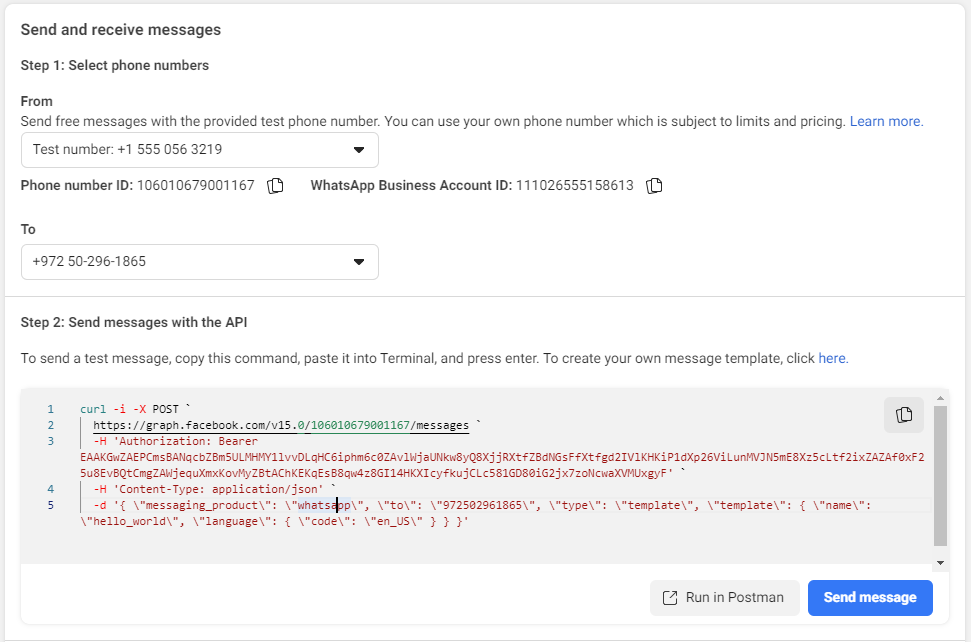 Send and receive messages
Step 1: Select phone numbers
From
Send free messages with the provided test phone number. You can use your own phone number which is subject to limits and pricing. Learn more.
Test number: +1 555 056 3219
Phone number ID: 106010679001167 WhatsApp Business Account ID: 111026555158613
To
+972 50-296-1865
Step 2: Send messages with the API
To send a test message, copy this command, paste it into Terminal, and press enter. To create your own message template, click here.
1 curl -i -X POST `
2 https://graph.facebook.com/v15.0/106010679001167/messages `
3 -H 'Authorization: Bearer
EAAKGwZAEPCmsBANqcbZBm5ULMHMY1lvvDLqHC6iphm6c0ZAvlWjaUNkw8yQ8XjjRXtfZBdNGsFfXtfgd2IVlKHKiP1dXp26ViLunMVJN5mE8Xz5cLtf2ixZAZAf0xF2
5u8EvBQtCmgZAWjequXmxKovMyZBtAChKEKqEsB8qw4z8GI14HKXIcyfkujCLc581GD80iG2jx7zoNcwaXVMUxgyF' `
4 -H 'Content-Type: application/json' `
5 -d '{ \"messaging_product\": \"whatsapp\", \"to\": \"972502961865\", \"type\": \"template\", \"template\": { \"name\":
\"hello_world\", \"language\": { \"code\": \"en_US\" } } }'
Run in Postman
Send message